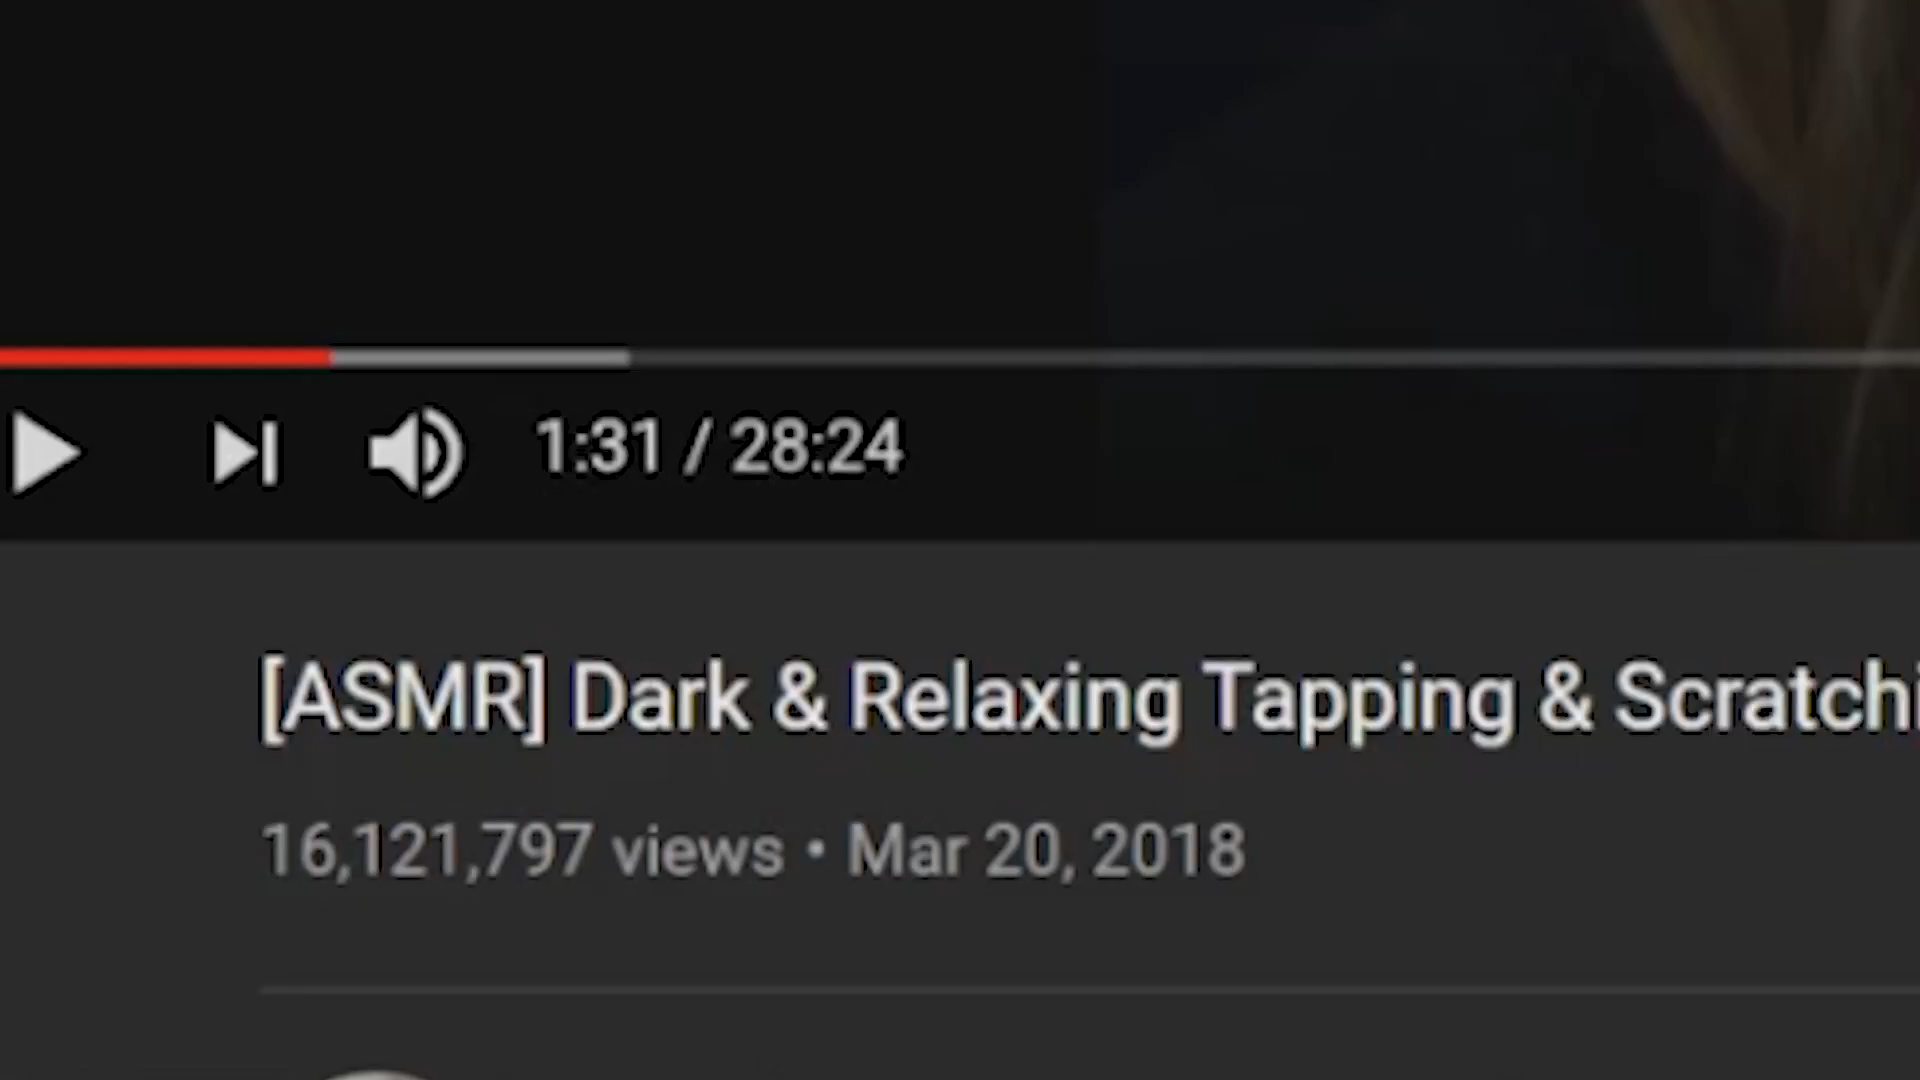 1:31 / 28:24
[ASMR] Dark & Relaxing Tapping & Scratchi
16,121,797 views • Mar 20, 2018